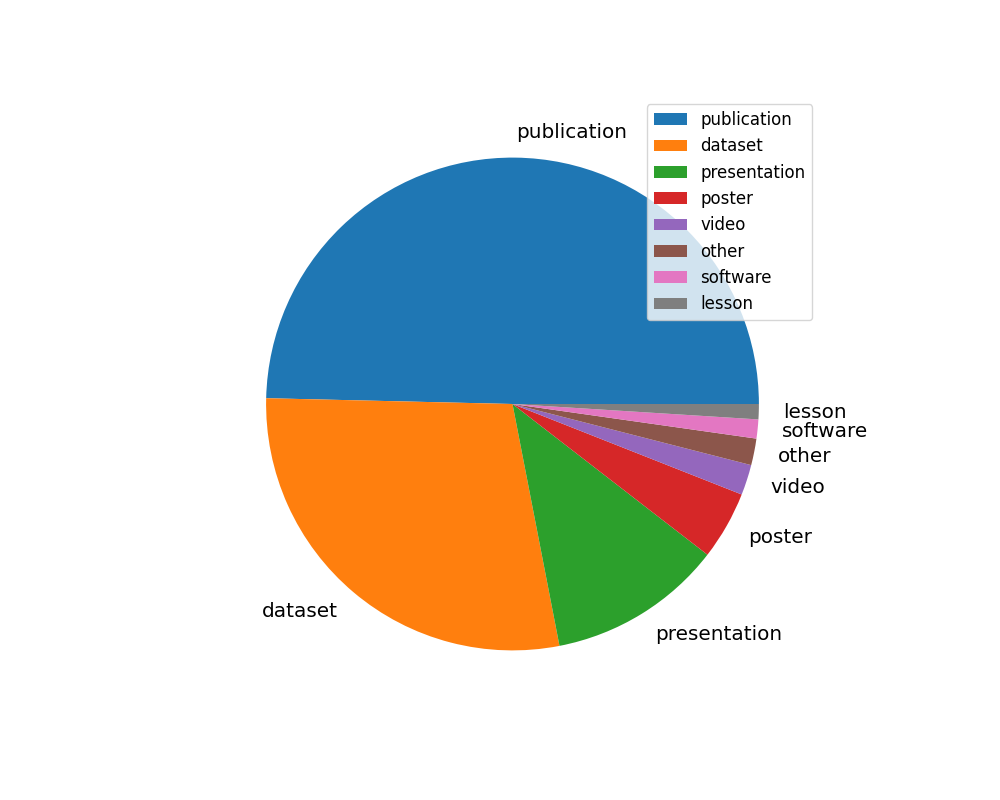 publication
dataset
presentation
poster
video
other
software
lesson
publication
dataset
presentation
poster
video
other
software
lesson